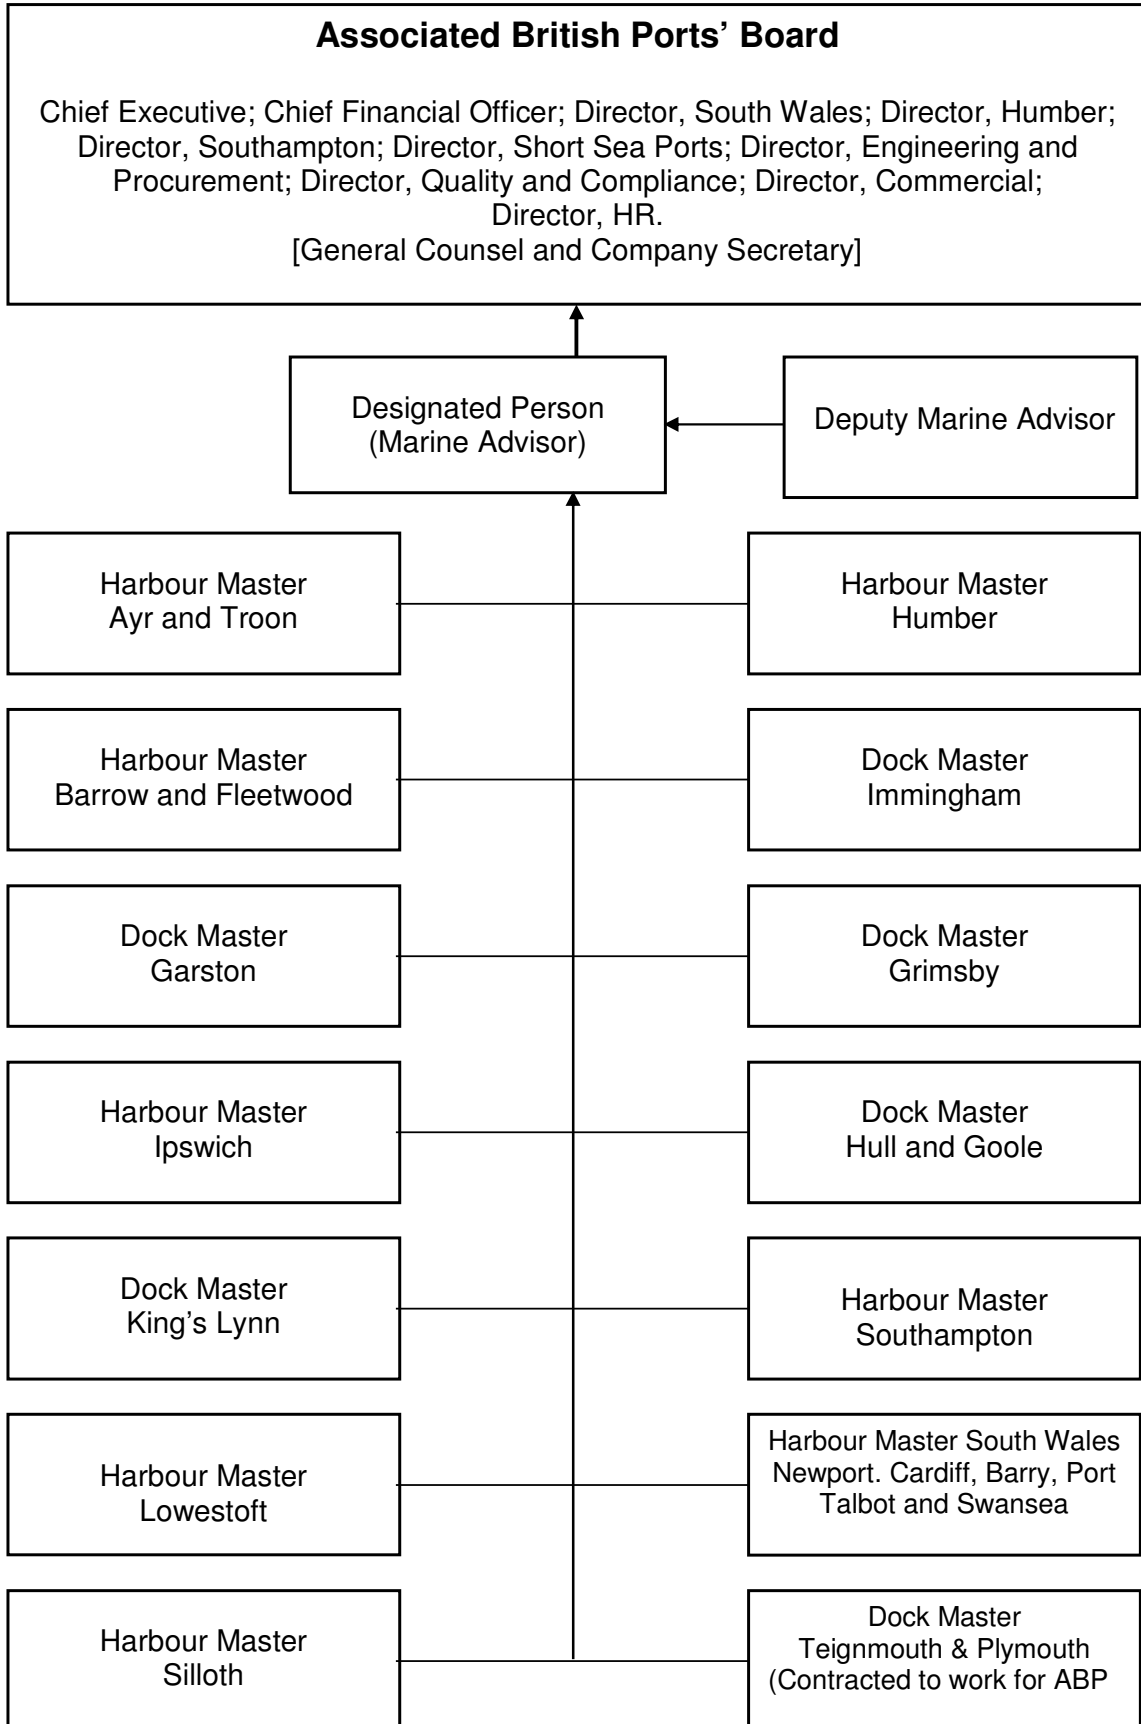 Associated British Ports’ Board
Chief Executive; Chief Financial Officer; Director, South Wales; Director, Humber;
Director, Southampton; Director, Short Sea Ports; Director, Engineering and
Procurement; Director, Quality and Compliance; Director, Commercial;
Director, HR.
[General Counsel and Company Secretary]
Designated Person
(Marine Advisor)
Deputy Marine Advisor
Harbour Master
Ayr and Troon
Harbour Master
Humber
Harbour Master
Barrow and Fleetwood
Dock Master
Immingham
Dock Master
Garston
Dock Master
Grimsby
Harbour Master
Ipswich
Dock Master
Hull and Goole
Dock Master
King’s Lynn
Harbour Master
Southampton
Harbour Master
Lowestoft
Harbour Master South Wales
Newport. Cardiff, Barry, Port
Talbot and Swansea
Harbour Master
Silloth
Dock Master
Teignmouth & Plymouth
(Contracted to work for ABP